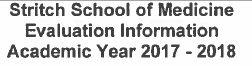 Stritch School of Medicine
Evaluation Information
Academic Year 2017 - 2018